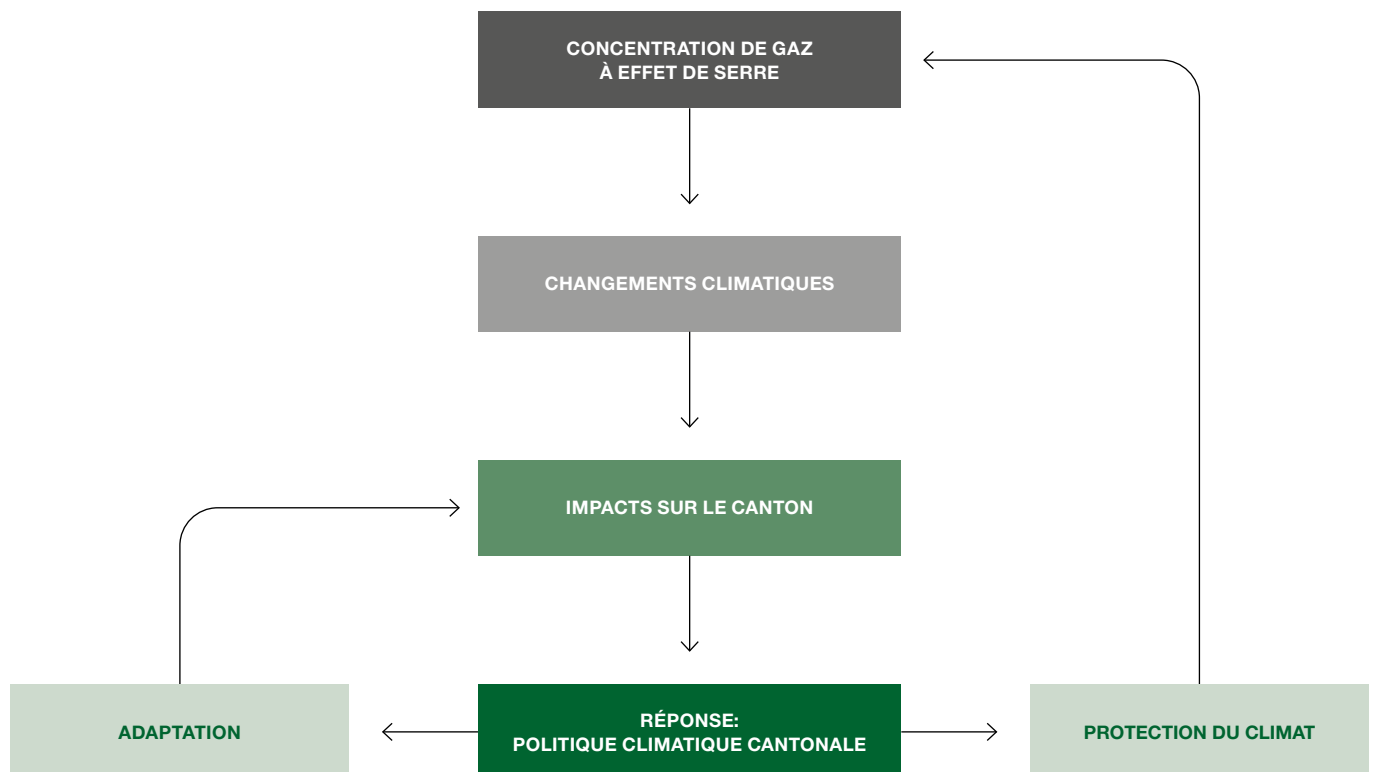 CONCENTRATION DE GAZ
À EFFET DE SERRE
CHANGEMENTS CLIMATIQUES
IMPACTS SUR LE CANTON
ADAPTATION
RÉPONSE:
POLITIQUE CLIMATIQUE CANTONALE
PROTECTION DU CLIMAT